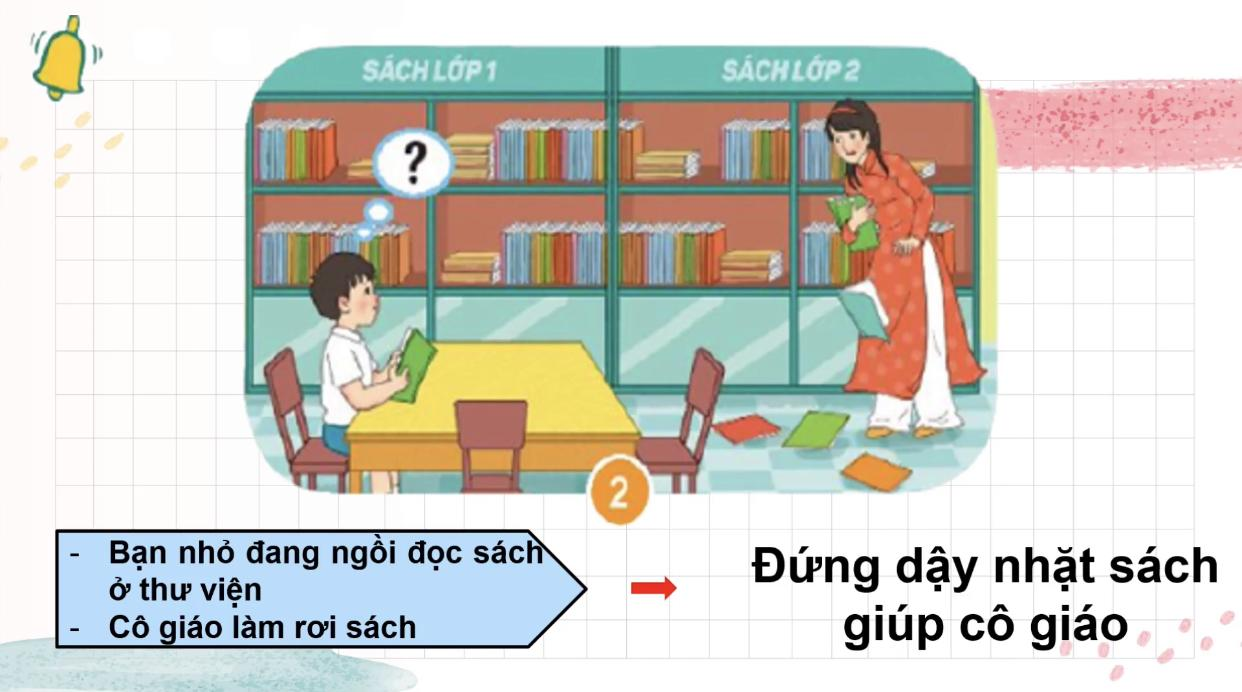 SÁCH LỚP 1
SÁCH LỚP 2
?
2
- Bạn nhỏ đang ngồi đọc sách
ở thư viện
- Cô giáo làm rơi sách
Đứng dậy nhặt sách
giúp cô giáo